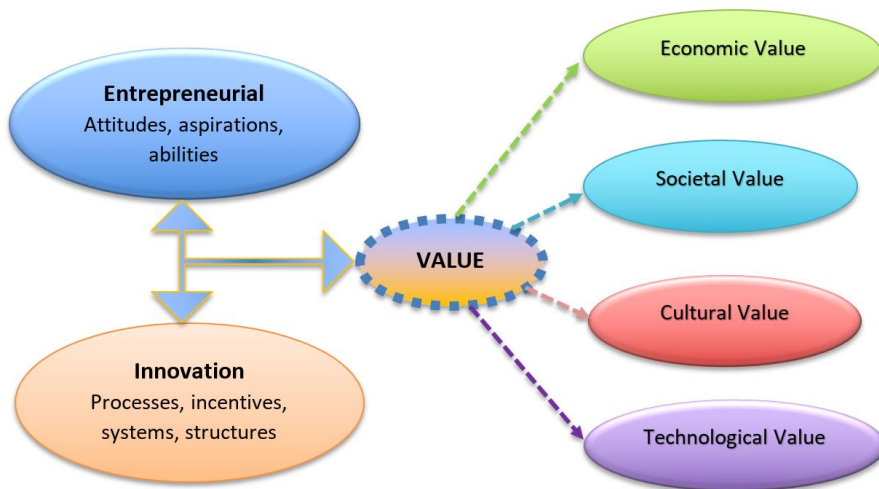 Entrepreneurial
Attitudes, aspirations,
abilities
Innovation
Processes, incentives,
systems, structures
VALUE
Economic Value
Societal Value
Cultural Value
Technological Value